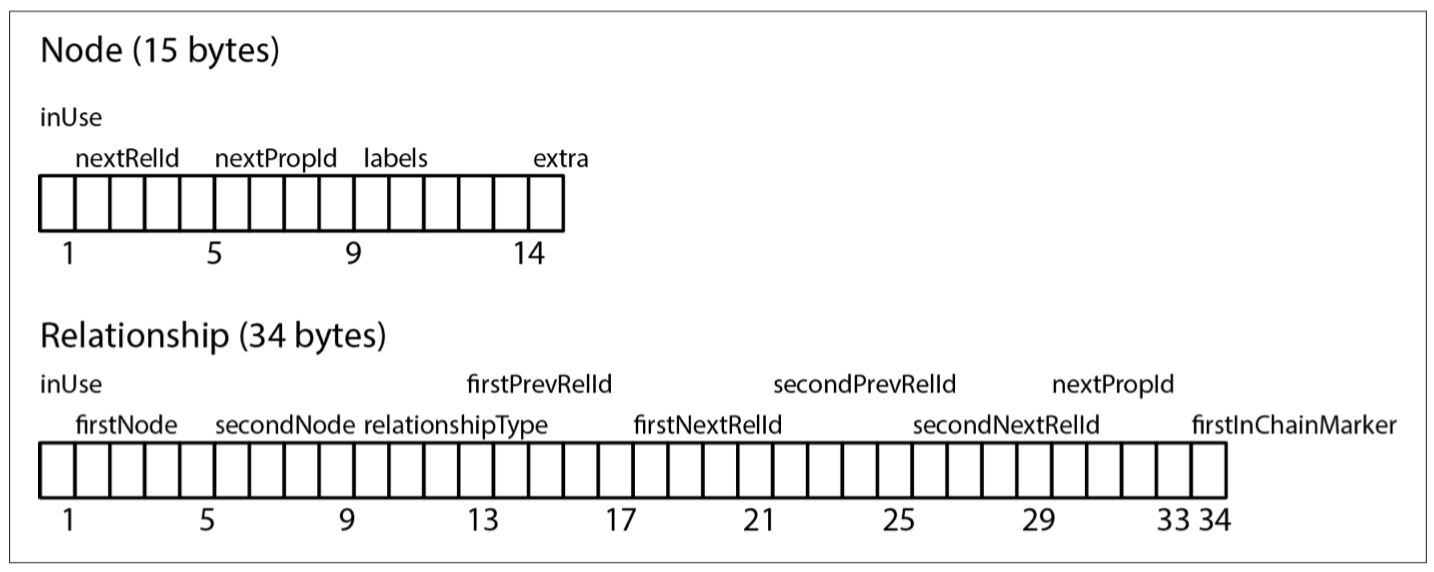 Node (15 bytes)
inUse
nextRelId nextPropId labels extra
1 5 9 14
Relationship (34 bytes)
inUse firstPrevRelId secondPrevRelId nextPropId
firstNode secondNode relationshipType firstNextRelId secondNextRelId firstInChainMarker
1 5 9 13 17 21 25 29 33 34